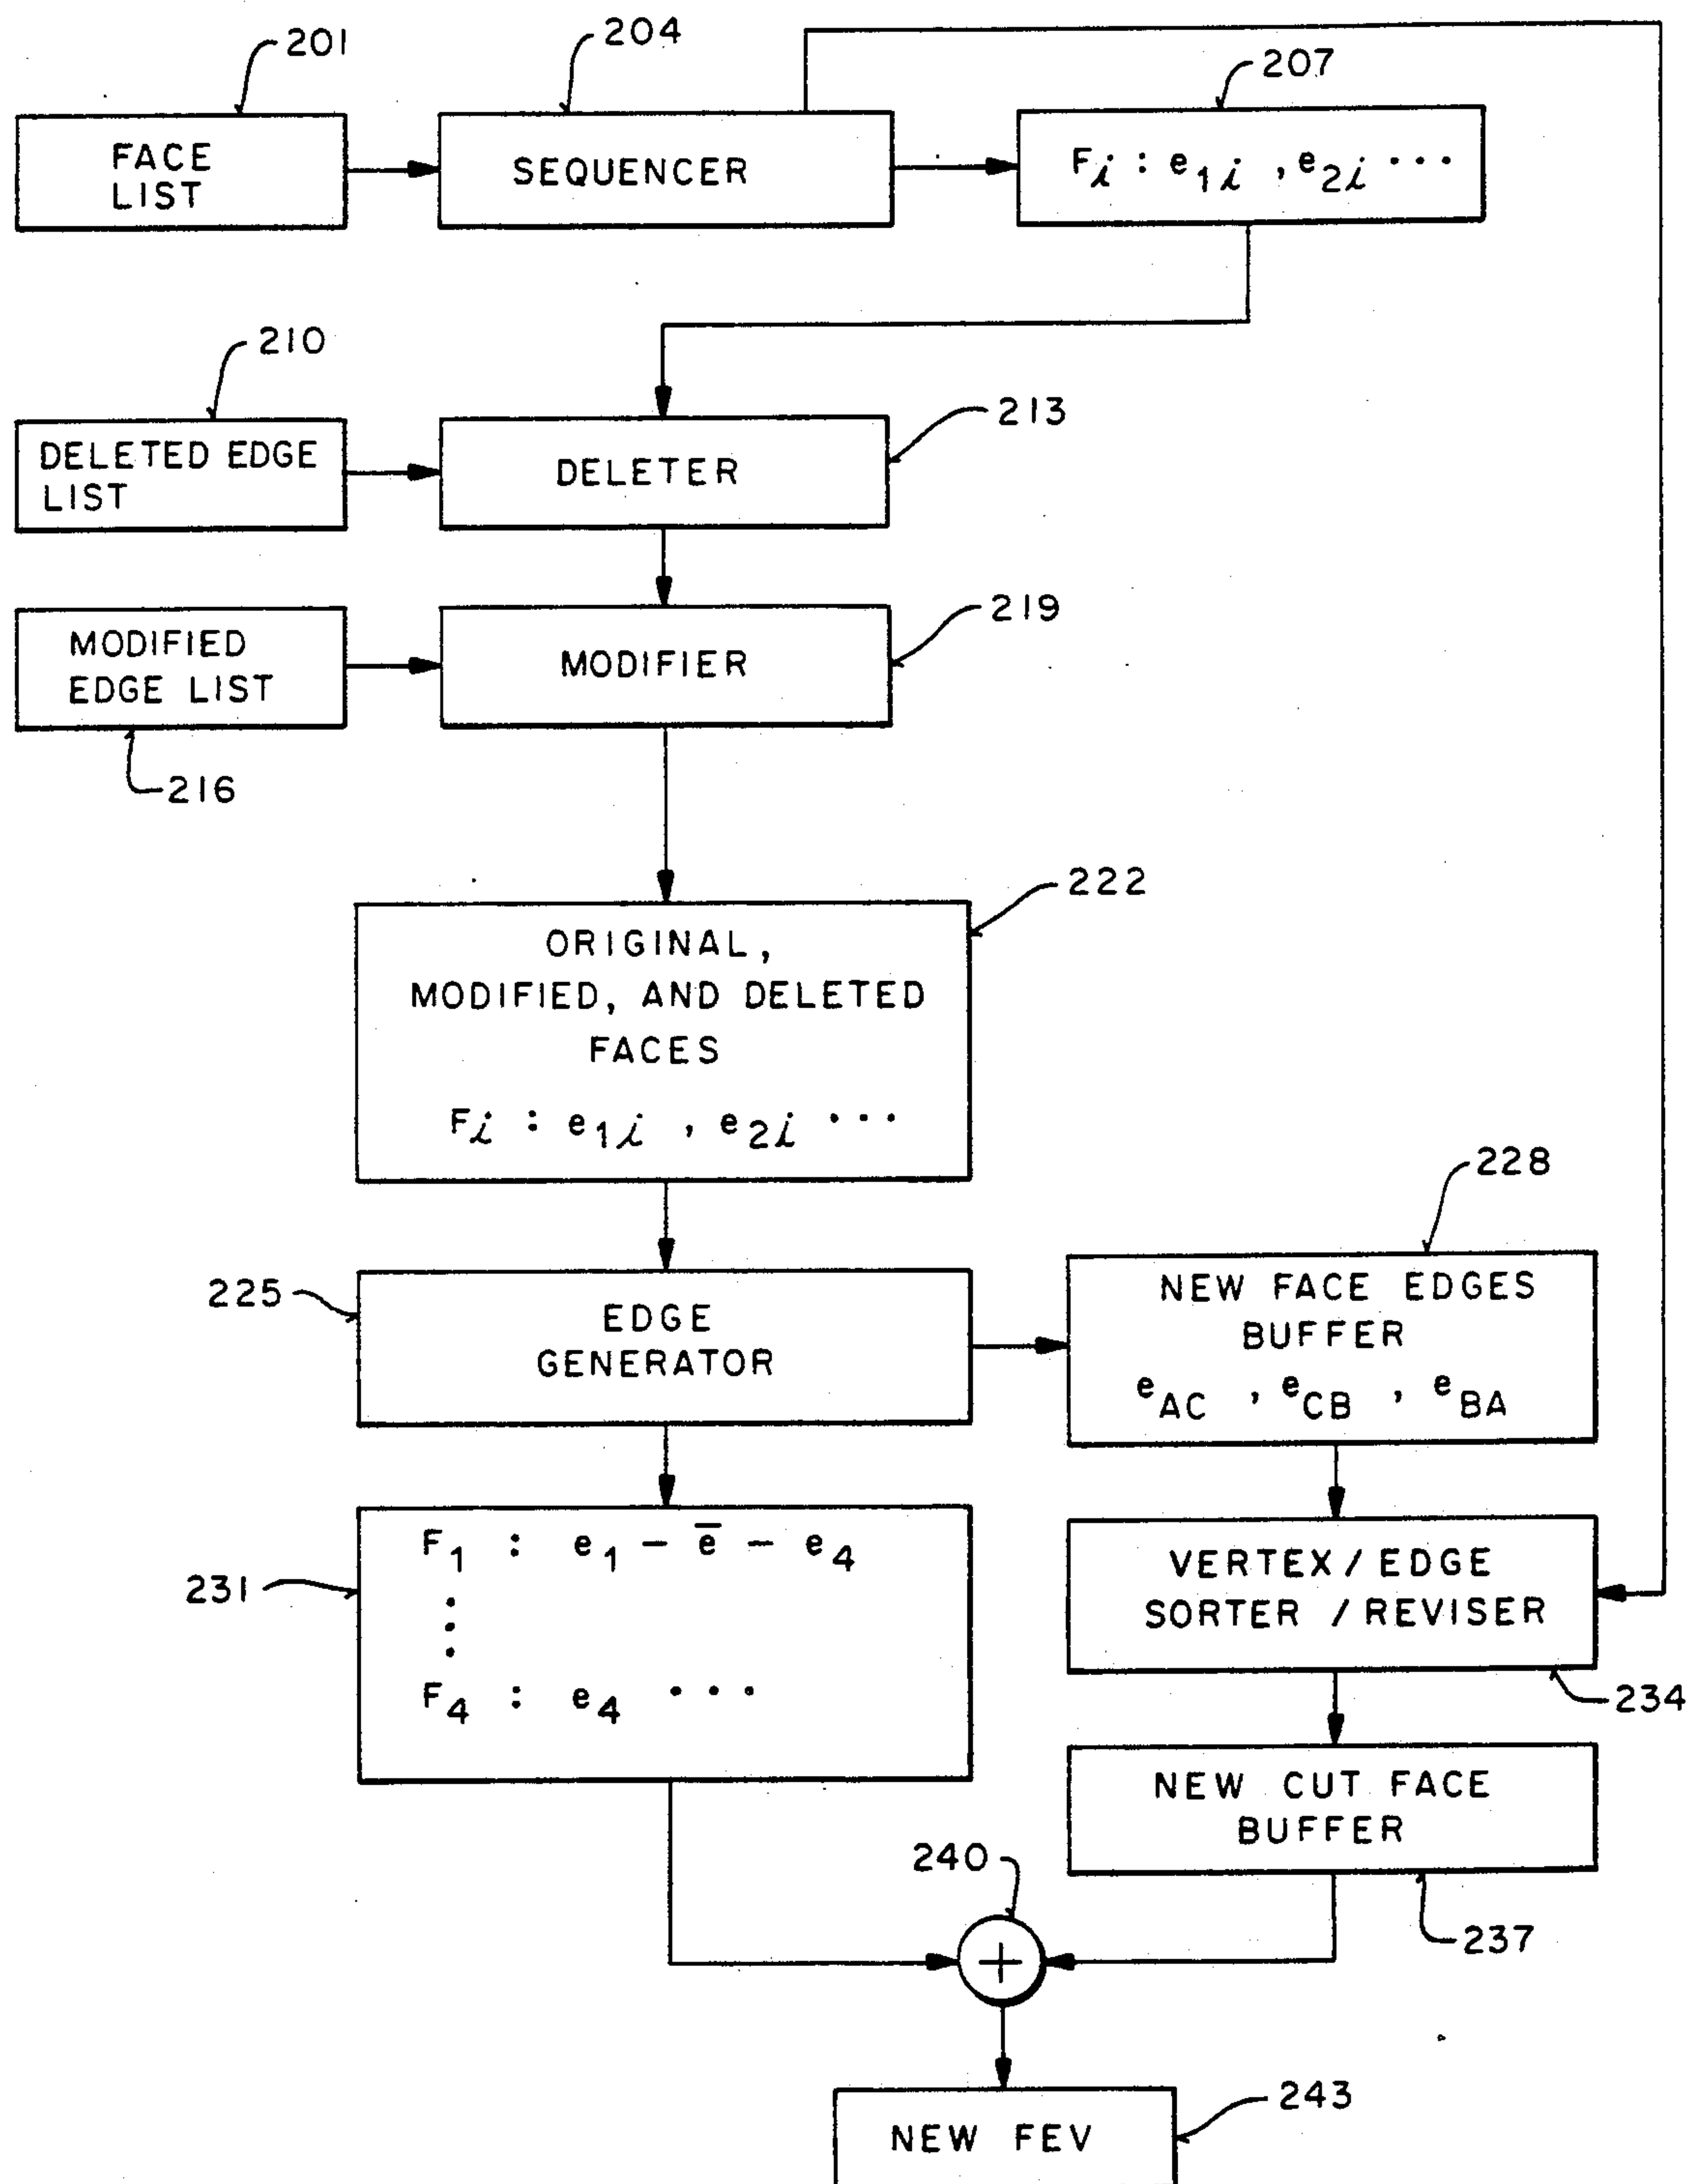 201
204
207
FACE
LIST
SEQUENCER
Fi : e1i , e2i ...
210
213
DELETED EDGE
LIST
DELETER
219
MODIFIED
EDGE LIST
MODIFIER
216
222
ORIGINAL,
MODIFIED, AND DELETED
FACES
Fi : e1i , e2i ...
228
225
EDGE
GENERATOR
NEW FACE EDGES
BUFFER
eAC , eCB , eBA
231
F1 : e1 – e̅ – e4
⋮
F4 : e4 ...
VERTEX / EDGE
SORTER / REVISER
234
NEW CUT FACE
BUFFER
237
240
+
243
NEW FEV